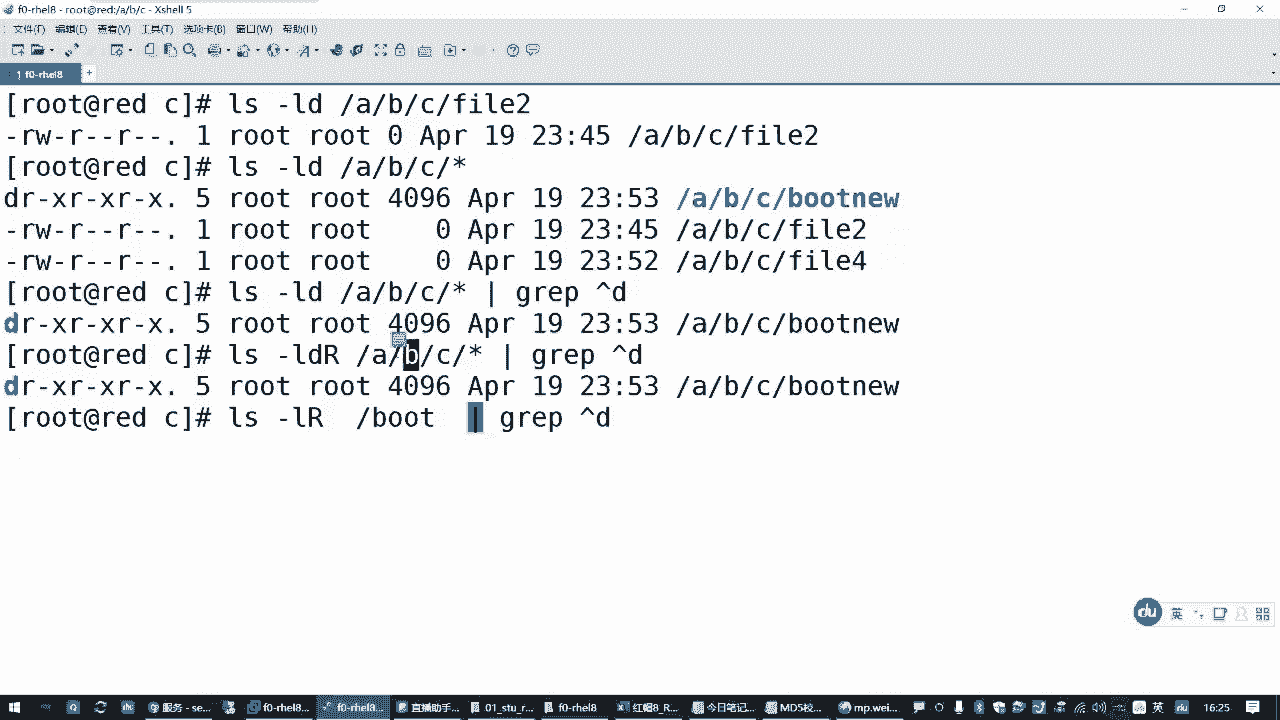 f0-rhel8 - root@red:/a/b/c - Xshell 5
文件(F) 编辑(E) 查看(V) 工具(T) 选项卡(B) 窗口(W) 帮助(H)
1 f0-rhel8 +
[root@red c]# ls -ld /a/b/c/file2
-rw-r--r--. 1 root root 0 Apr 19 23:45 /a/b/c/file2
[root@red c]# ls -ld /a/b/c/*
dr-xr-xr-x. 5 root root 4096 Apr 19 23:53 /a/b/c/bootnew
-rw-r--r--. 1 root root    0 Apr 19 23:45 /a/b/c/file2
-rw-r--r--. 1 root root    0 Apr 19 23:52 /a/b/c/file4
[root@red c]# ls -ld /a/b/c/* | grep ^d
dr-xr-xr-x. 5 root root 4096 Apr 19 23:53 /a/b/c/bootnew
[root@red c]# ls -ldR /a/b/c/* | grep ^d
dr-xr-xr-x. 5 root root 4096 Apr 19 23:53 /a/b/c/bootnew
[root@red c]# ls -lR  /boot  | grep ^d
du 英
服务 - se... f0-rhel8... f0-rhel8... 直播助手... 01_stu_r... f0-rhel8 红帽8_R... 今日笔记... MD5校... mp.wei... 英 du 16:25